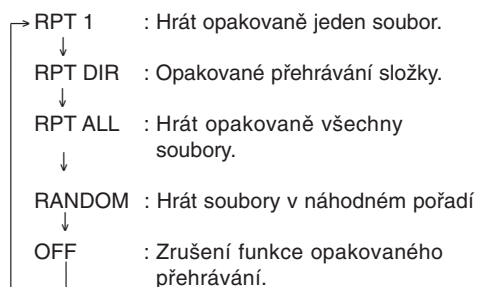 RPT 1 : Hrát opakovaně jeden soubor.
RPT DIR : Opakované přehrávání složky.
RPT ALL : Hrát opakovaně všechny
soubory.
RANDOM : Hrát soubory v náhodném pořadí
OFF : Zrušení funkce opakovaného
přehrávání.